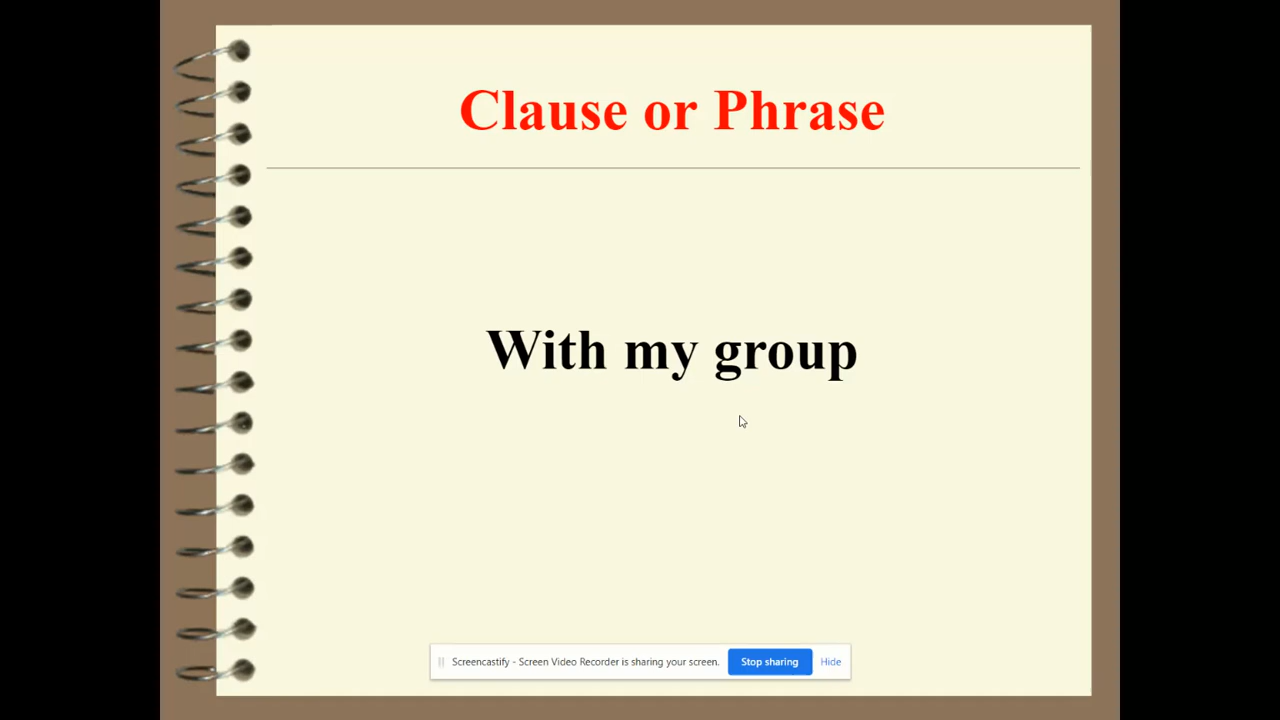 Clause or Phrase
With my group
Screencastify - Screen Video Recorder is sharing your screen. Stop sharing Hide